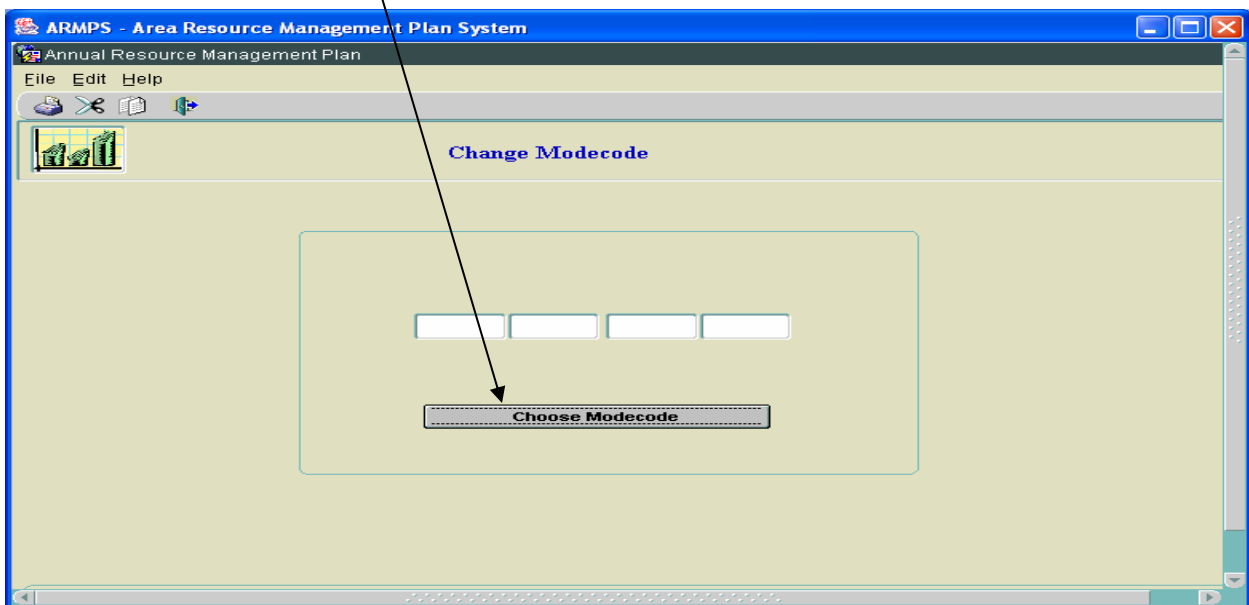 ARMPS - Area Resource Management Plan System
Annual Resource Management Plan
File Edit Help
Change Modecode
Choose Modecode